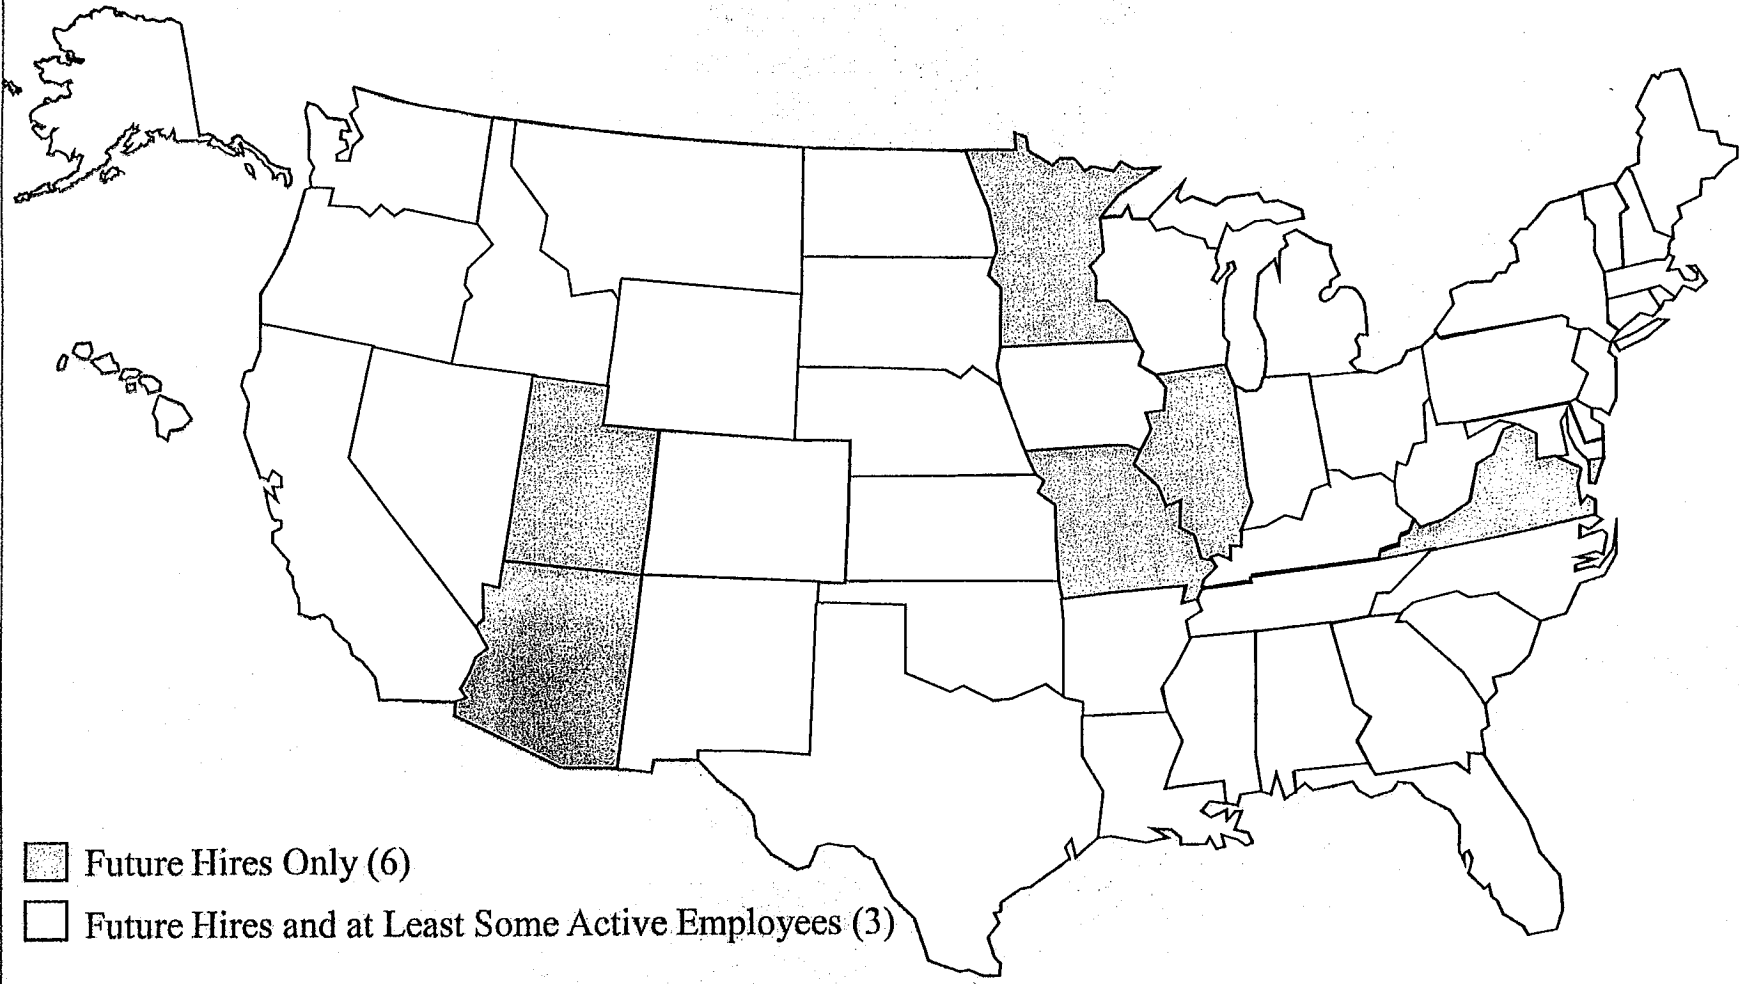 Future Hires Only (6)
Future Hires and at Least Some Active Employees (3)